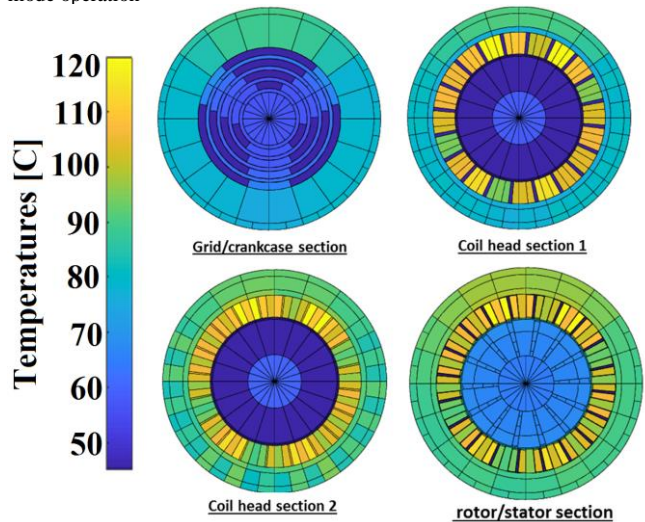 mode operation
Temperatures [C]
120
110
100
90
80
70
60
50
Grid/crankcase section
Coil head section 1
Coil head section 2
rotor/stator section